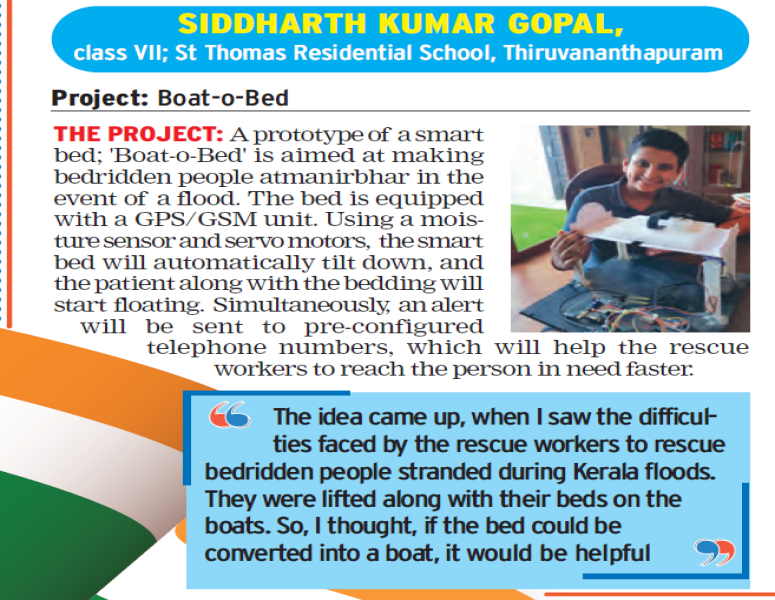 SIDDHARTH KUMAR GOPAL,
class VII; St Thomas Residential School, Thiruvananthapuram
Project: Boat-o-Bed
THE PROJECT: A prototype of a smart
bed; 'Boat-o-Bed' is aimed at making
bedridden people atmanirbhar in the
event of a flood. The bed is equipped
with a GPS/GSM unit. Using a mois-
ture sensor and servo motors, the smart
bed will automatically tilt down, and
the patient along with the bedding will
start floating. Simultaneously, an alert
will be sent to pre-configured
telephone numbers, which will help the rescue
workers to reach the person in need faster.
“ The idea came up, when I saw the difficul-
ties faced by the rescue workers to rescue
bedridden people stranded during Kerala floods.
They were lifted along with their beds on the
boats. So, I thought, if the bed could be
converted into a boat, it would be helpful ”